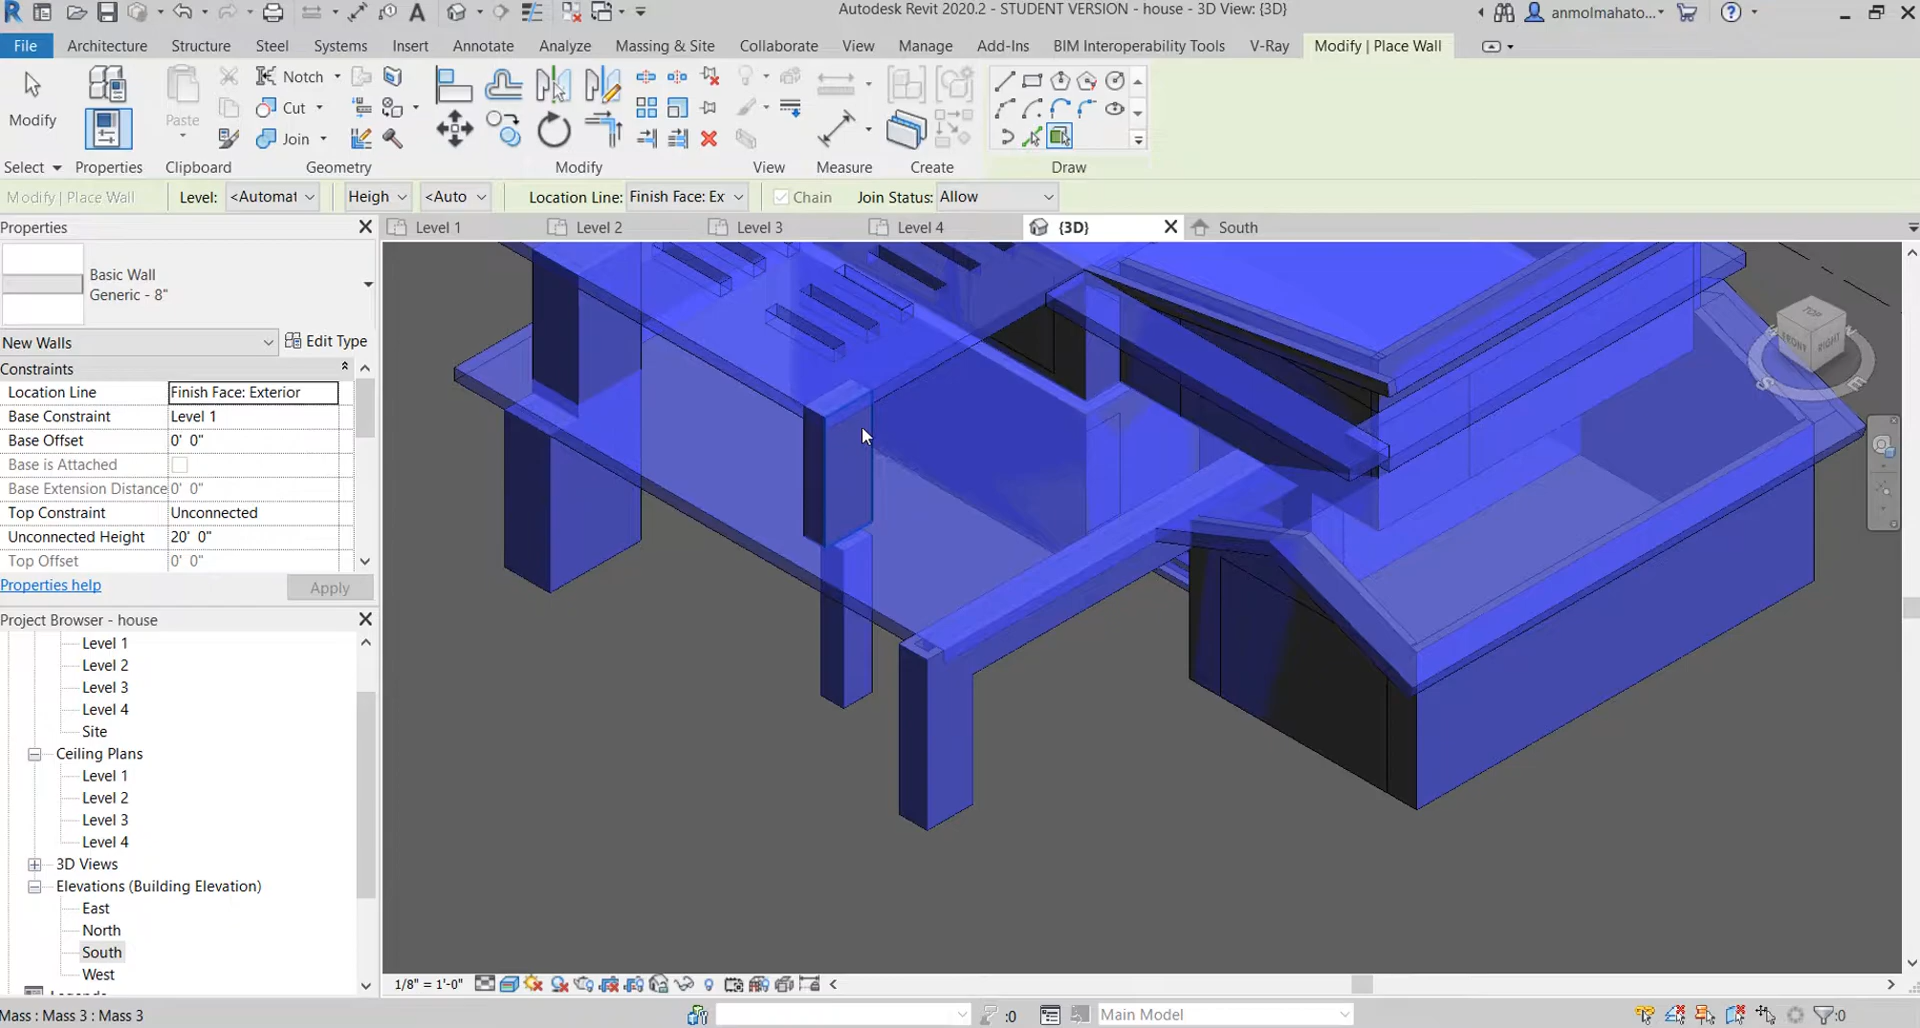 Autodesk Revit 2020.2 - STUDENT VERSION - house - 3D View: {3D}
anmolmahato...
File
Architecture
Structure
Steel
Systems
Insert
Annotate
Analyze
Massing & Site
Collaborate
View
Manage
Add-Ins
BIM Interoperability Tools
V-Ray
Modify | Place Wall
Modify
Paste
Notch
Cut
Join
Select
Properties
Clipboard
Geometry
Modify
View
Measure
Create
Draw
Modify | Place Wall
Level: <Automat
Heigh
<Auto
Location Line: Finish Face: Ex
Chain
Join Status: Allow
Properties
Level 1
Level 2
Level 3
Level 4
{3D}
South
Basic Wall
Generic - 8"
New Walls
Edit Type
Constraints
Location Line Finish Face: Exterior
Base Constraint Level 1
Base Offset 0' 0"
Base is Attached
Base Extension Distance 0' 0"
Top Constraint Unconnected
Unconnected Height 20' 0"
Top Offset 0' 0"
Properties help
Apply
Project Browser - house
Level 1
Level 2
Level 3
Level 4
Site
Ceiling Plans
Level 1
Level 2
Level 3
Level 4
3D Views
Elevations (Building Elevation)
East
North
South
West
TOP
FRONT
RIGHT
1/8" = 1'-0"
Mass : Mass 3 : Mass 3
:0
Main Model
:0